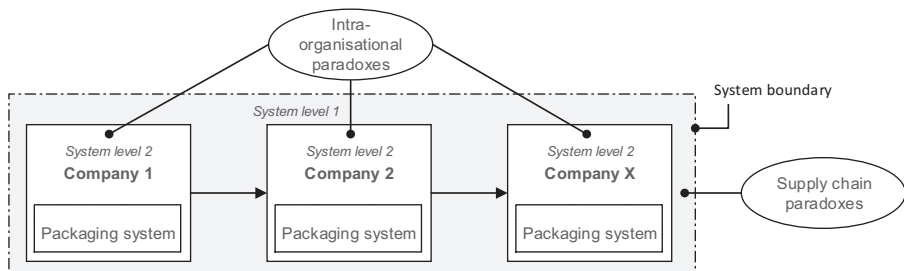 Intra-
organisational
paradoxes
System boundary
System level 1
System level 2
Company 1
Packaging system
System level 2
Company 2
Packaging system
System level 2
Company X
Packaging system
Supply chain
paradoxes